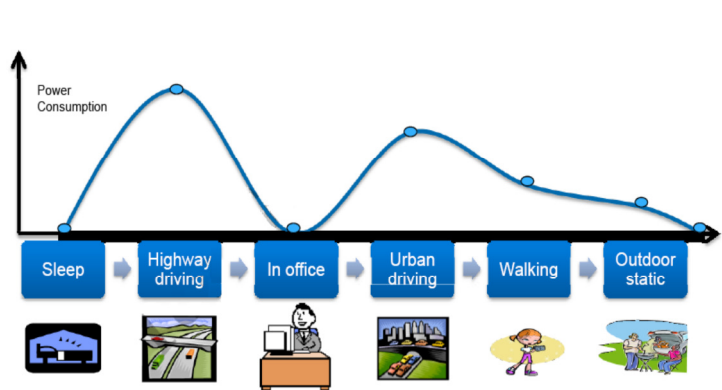 Power
Consumption
Sleep
Highway
driving
In office
Urban
driving
Walking
Outdoor
static